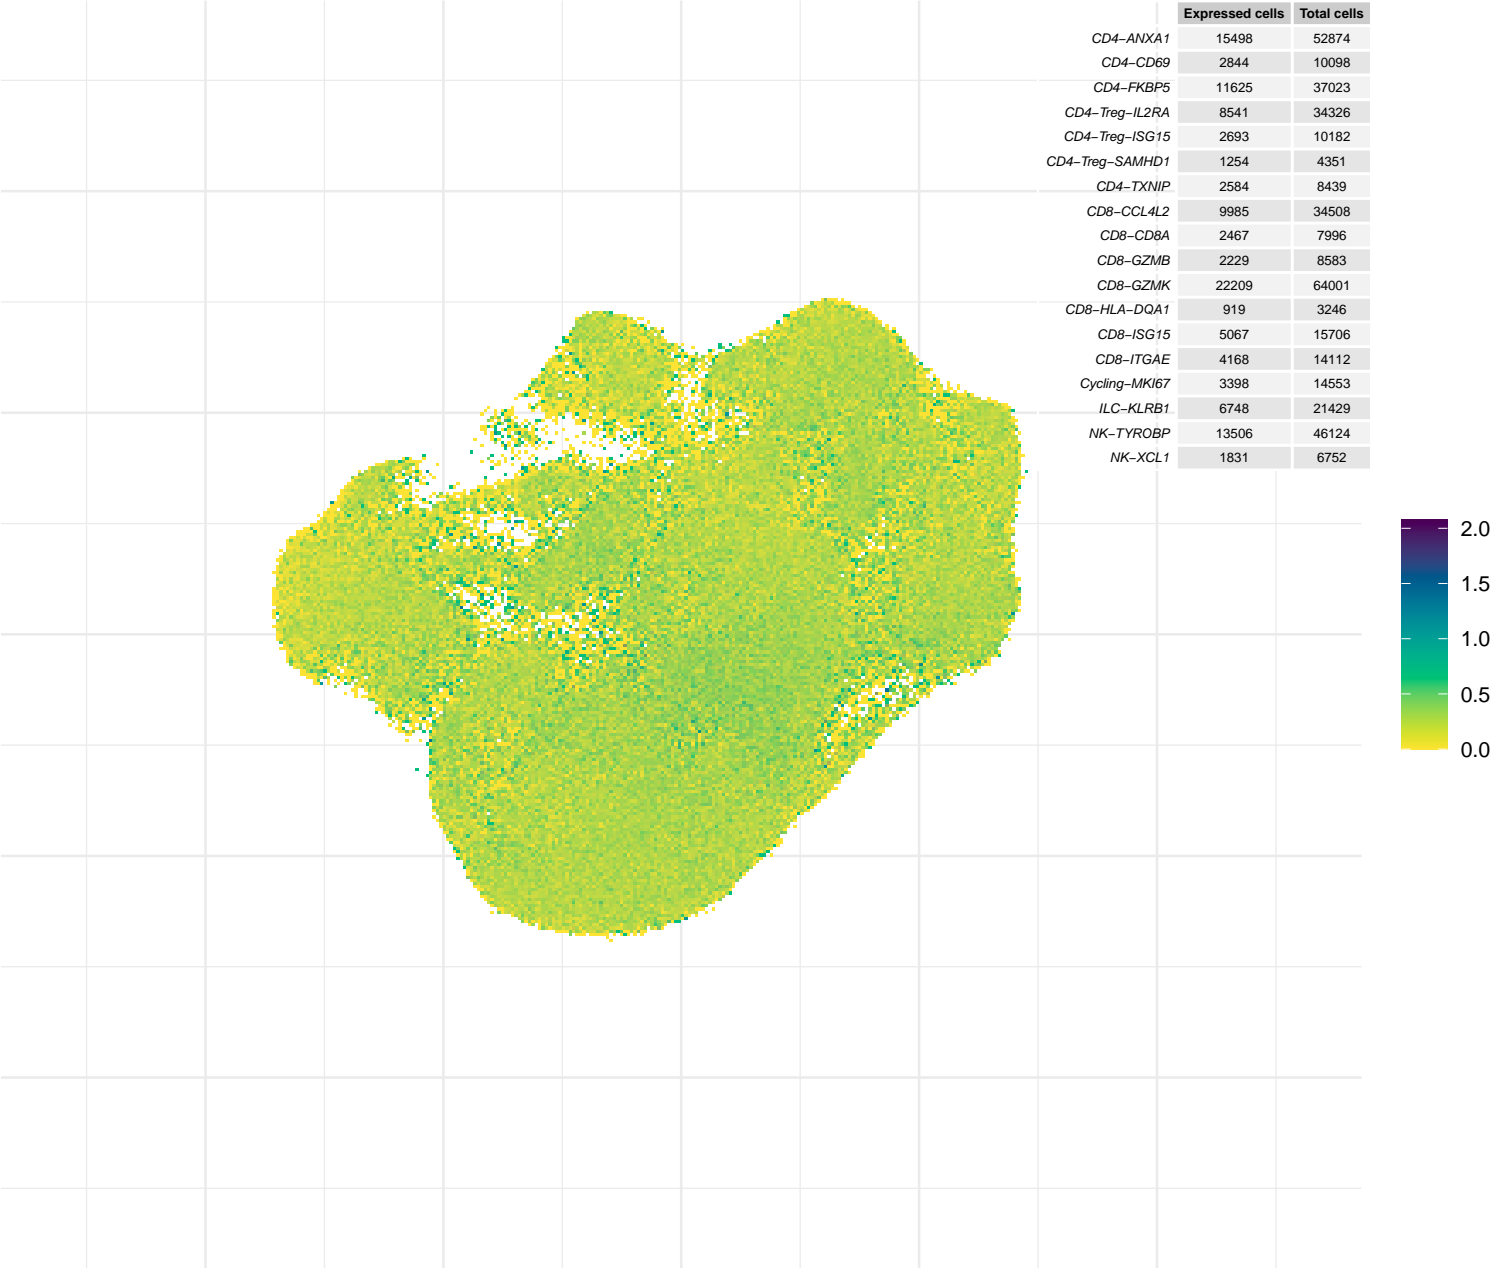 Expressed cells Total cells
CD4−ANXA1 15498 52874
CD4−CD69 2844 10098
CD4−FKBP5 11625 37023
CD4−Treg−IL2RA 8541 34326
CD4−Treg−ISG15 2693 10182
CD4−Treg−SAMHD1 1254 4351
CD4−TXNIP 2584 8439
CD8−CCL4L2 9985 34508
CD8−CD8A 2467 7996
CD8−GZMB 2229 8583
CD8−GZMK 22209 64001
CD8−HLA−DQA1 919 3246
CD8−ISG15 5067 15706
CD8−ITGAE 4168 14112
Cycling−MKI67 3398 14553
ILC−KLRB1 6748 21429
NK−TYROBP 13506 46124
NK−XCL1 1831 6752
2.0
1.5
1.0
0.5
0.0